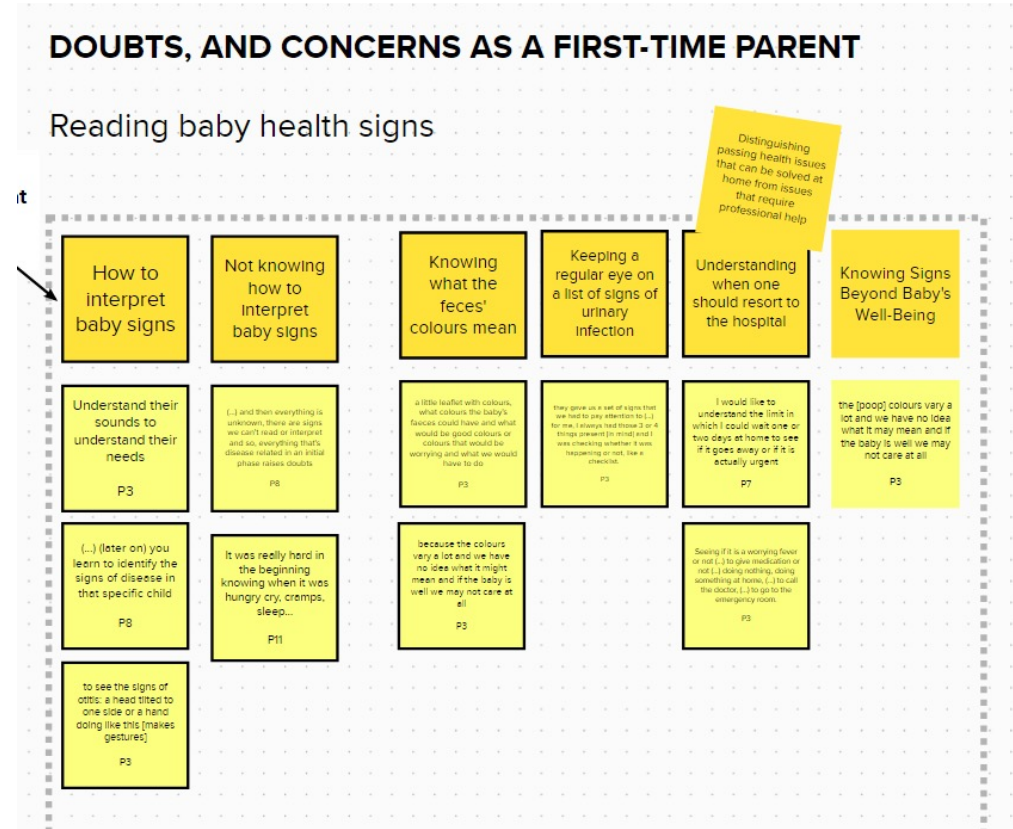 DOUBTS, AND CONCERNS AS A FIRST-TIME PARENT
Reading baby health signs
Distinguishing
passing health issues
that can be solved at
home from issues
that require
professional help
nt
How to
interpret
baby signs
Understand their
sounds to
understand their
needs
P3
(...) (later on) you
learn to identify the
signs of disease in
that specific child
P8
to see the signs of
otitis: a head tilted to
one side or a hand
doing like this [makes
gestures]
P3
Not knowing
how to
interpret
baby signs
(...) and then everything is
unknown, there are signs
we can't read or interpret
and so, everything that's
disease related in an initial
phase raises doubts
P8
It was really hard in
the beginning
knowing when it was
hungry cry, cramps,
sleep...
P11
Knowing
what the
feces'
colours mean
a little leaflet with colours,
what colours the baby's
faeces could have and what
would be good colours or
colours that would be
worrying and what we would
have to do
P3
because the colours
vary a lot and we have
no idea what it might
mean and if the baby is
well we may not care at
all
P3
Keeping a
regular eye on
a list of signs of
urinary
infection
they gave us a set of signs that
we had to pay attention to (...)
for me, I always had those 3 or 4
things present [in mind] and I
was checking whether it was
happening or not, like a
checklist.
P3
Understanding
when one
should resort to
the hospital
I would like to
understand the limit in
which I could wait one or
two days at home to see
if it goes away or if it is
actually urgent
P7
Seeing if it is a worrying fever
or not (...) to give medication or
not (...) doing nothing, doing
something at home, (...) to call
the doctor, (...) to go to the
emergency room.
P3
Knowing Signs
Beyond Baby's
Well-Being
the [poop] colours vary a
lot and we have no idea
what it may mean and if
the baby is well we may
not care at all
P3